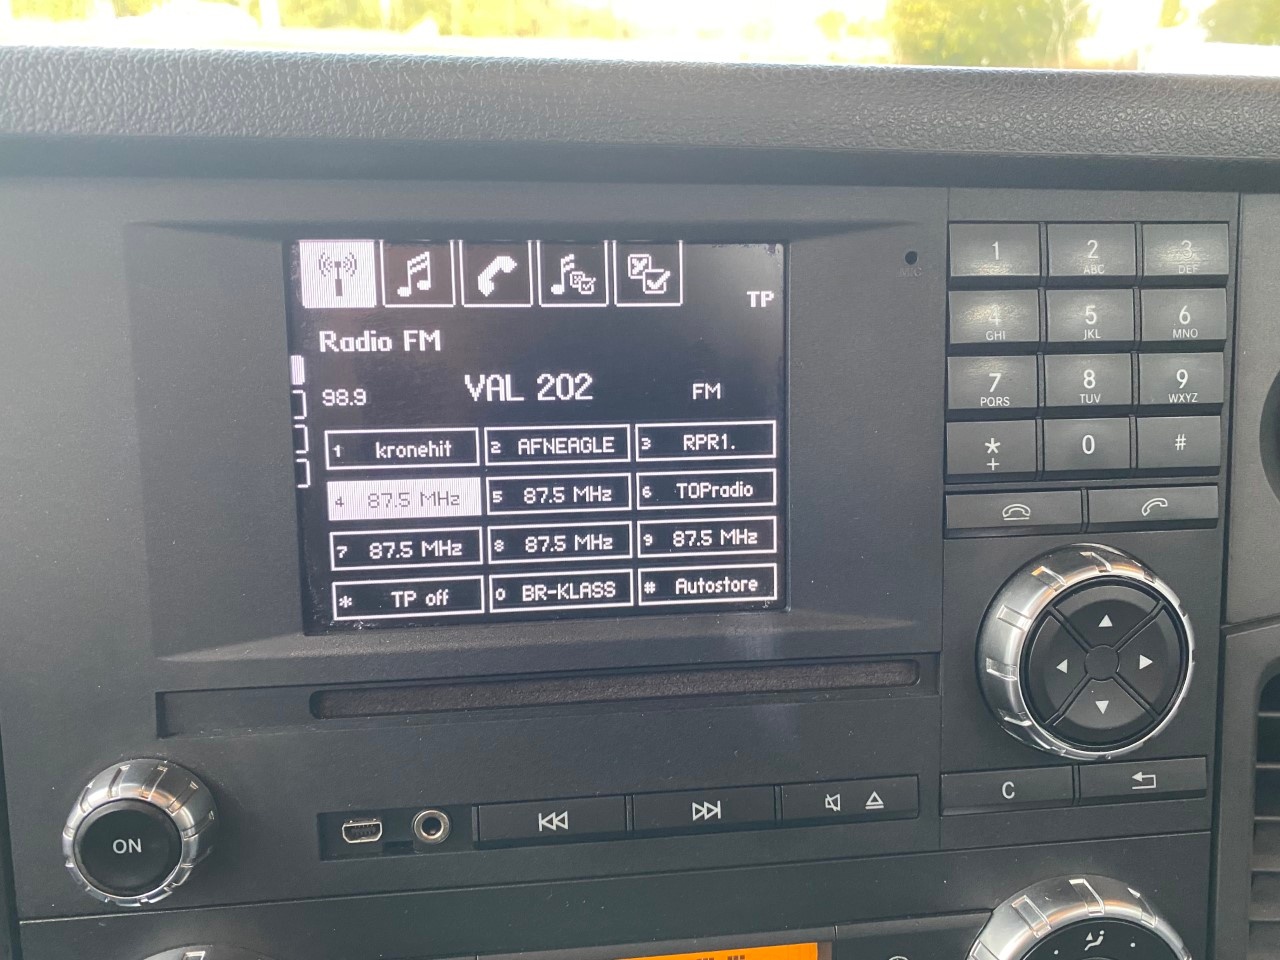 TP
Radio FM
98.9 VAL 202 FM
1 kronehit 2 AFNEAGLE 3 RPR1.
4 87.5 MHz 5 87.5 MHz 6 TOPradio
7 87.5 MHz 8 87.5 MHz 9 87.5 MHz
* TP off 0 BR-KLASS # Autostore
1 2 ABC 3 DEF
4 GHI 5 JKL 6 MNO
7 PQRS 8 TUV 9 WXYZ
* + 0 #
C
ON